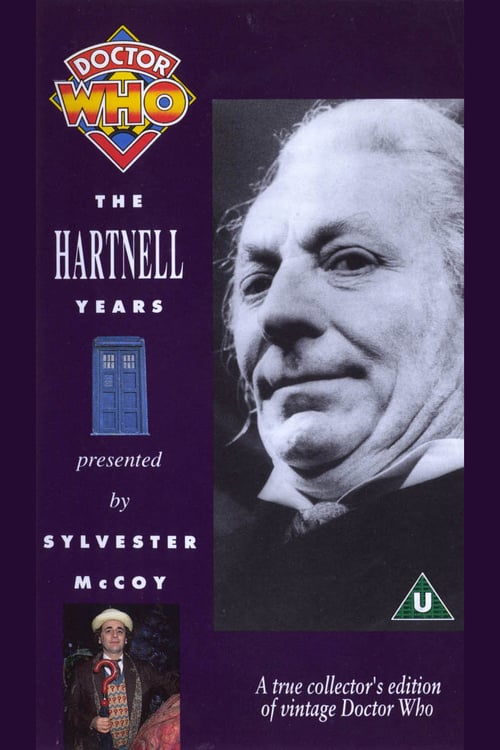 DOCTOR
WHO
THE
HARTNELL
YEARS
presented
by
SYLVESTER
McCOY
U
A true collector's edition
of vintage Doctor Who